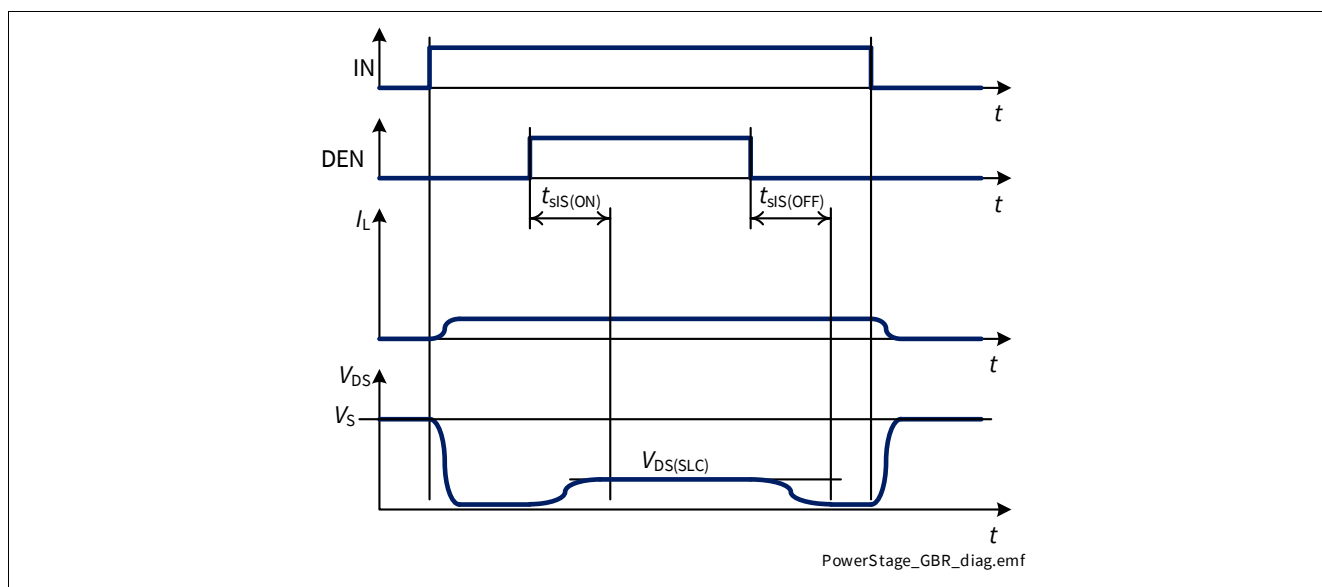 IN
t
DEN
t
tsIS(ON)
tsIS(OFF)
IL
t
VDS
VS
VDS(SLC)
t
PowerStage_GBR_diag.emf